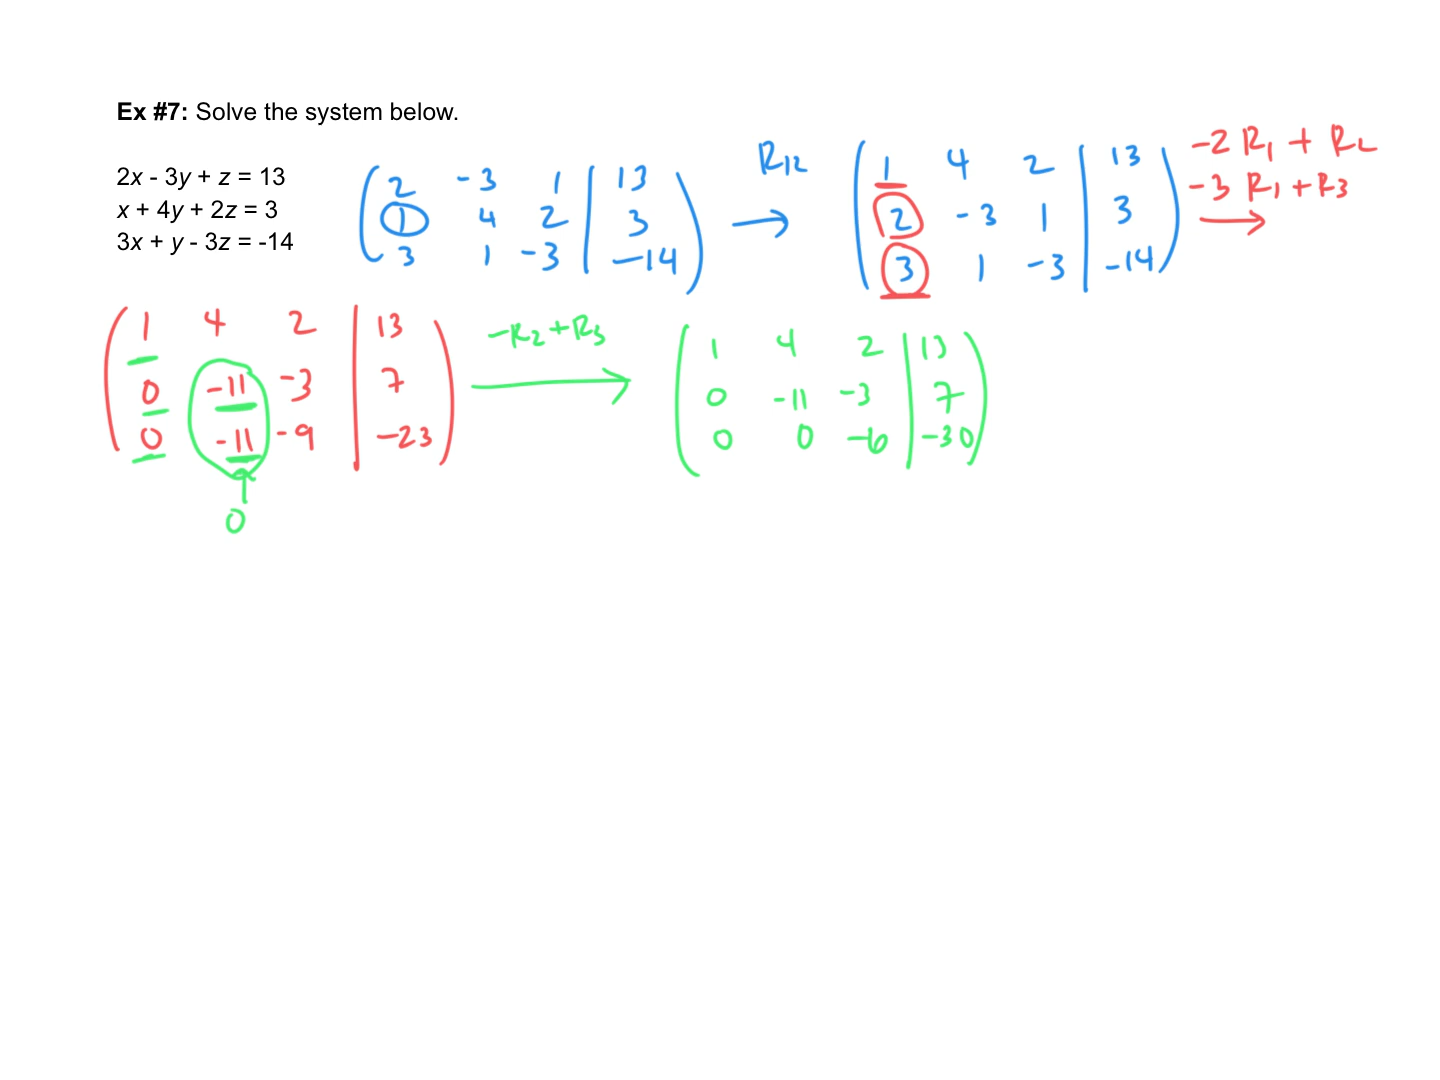 Ex #7: Solve the system below.
2x - 3y + z = 13
x + 4y + 2z = 3
3x + y - 3z = -14
2 -3 1 | 13
1 4 2 | 3
3 1 -3 | -14
R12
→
1 4 2 | 13
2 -3 1 | 3
3 1 -3 | -14
-2 R1 + R2
-3 R1 + R3
→
1 4 2 | 13
0 -11 -3 | 7
0 -11 -9 | -23
0
-R2 + R3
→
1 4 2 | 13
0 -11 -3 | 7
0 0 -6 | -30